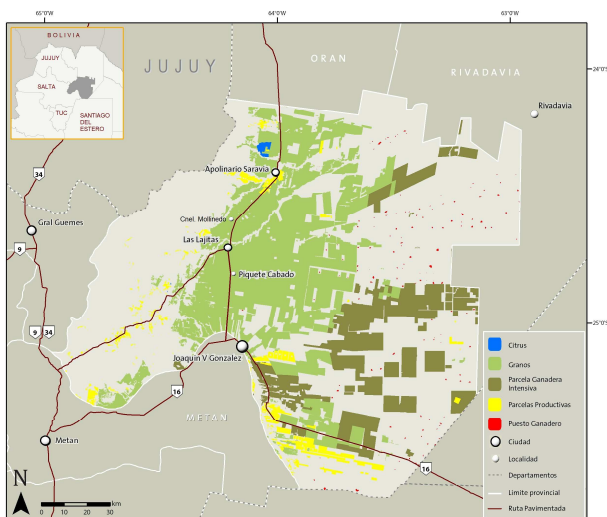 65°0'W
64°0'W
63°0'W
BOLIVIA
JUJUY
SALTA
TUC
SANTIAGO
DEL
ESTERO
JUJUY
ORAN
RIVADAVIA
24°0'S
Rivadavia
Apolinario Saravia
34
Gral Guemes
9
Cnel. Mollinedo
Las Lajitas
Piquete Cabado
25°0'S
9
34
Joaquin V Gonzalez
16
METAN
Metan
16
N
0
10
20
30
km
Citrus
Granos
Parcela Ganadera
Intensiva
Parcelas Productivas
Puesto Ganadero
Ciudad
Localidad
Departamentos
Limite provincial
Ruta Pavimentada